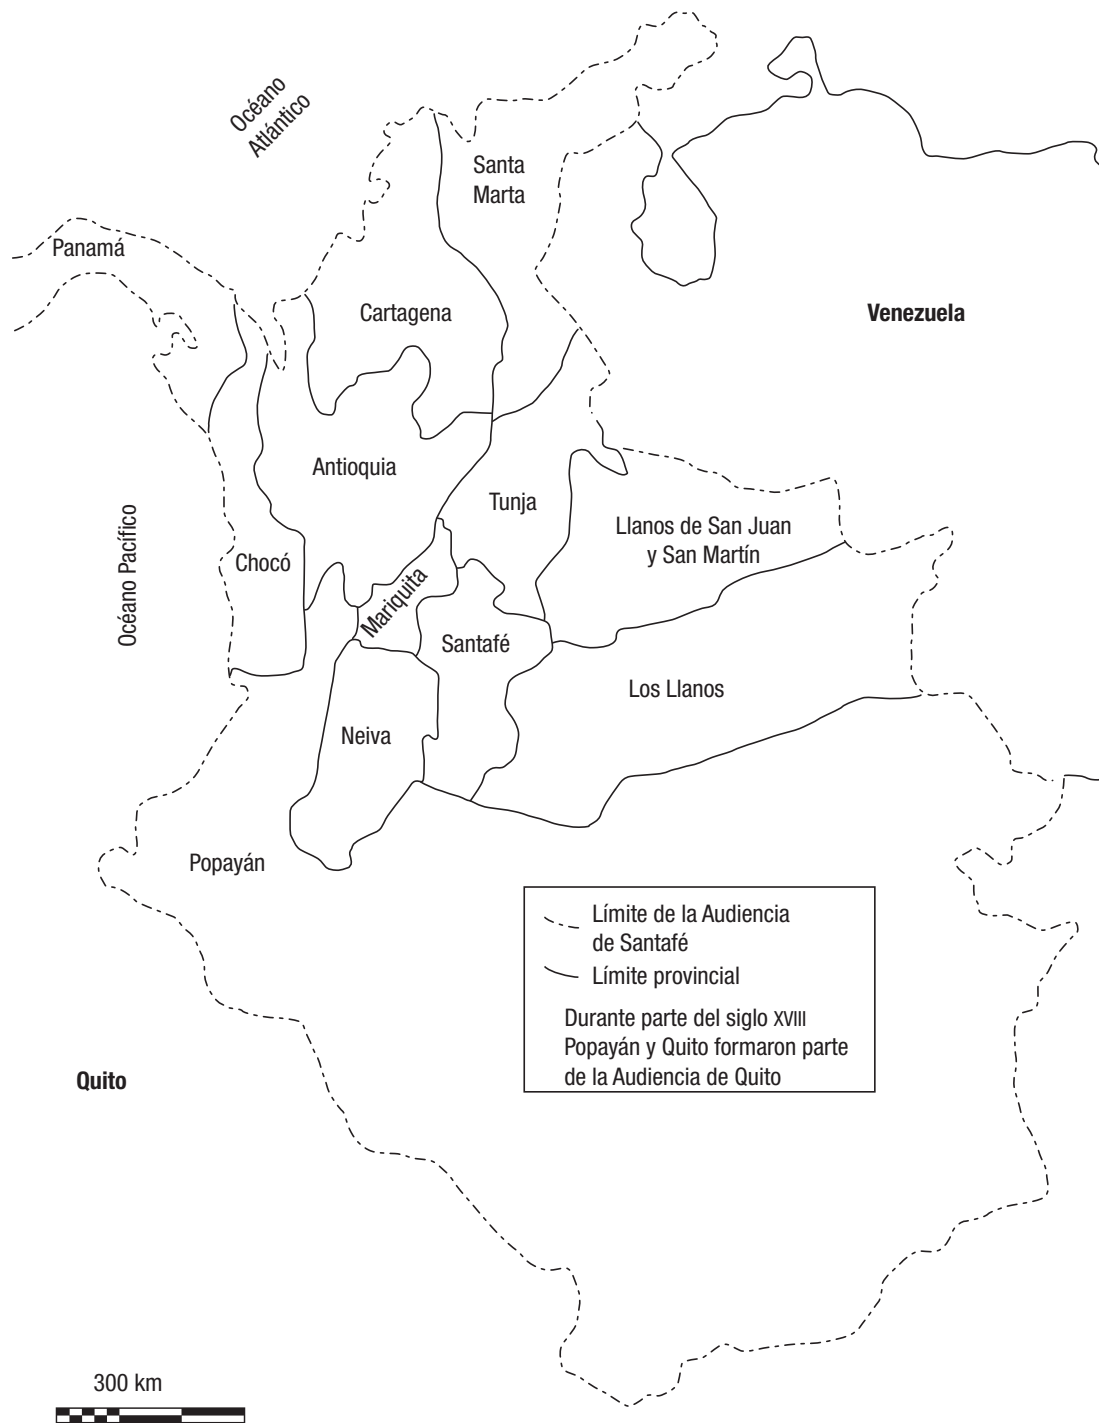 Océano
Atlántico
Santa
Marta
Panamá
Cartagena
Venezuela
Antioquia
Tunja
Llanos de San Juan
y San Martín
Océano Pacífico
Chocó
Mariquita
Santafé
Los Llanos
Neiva
Popayán
Límite de la Audiencia
de Santafé
Límite provincial
Durante parte del siglo XVIII
Popayán y Quito formaron parte
de la Audiencia de Quito
Quito
300 km